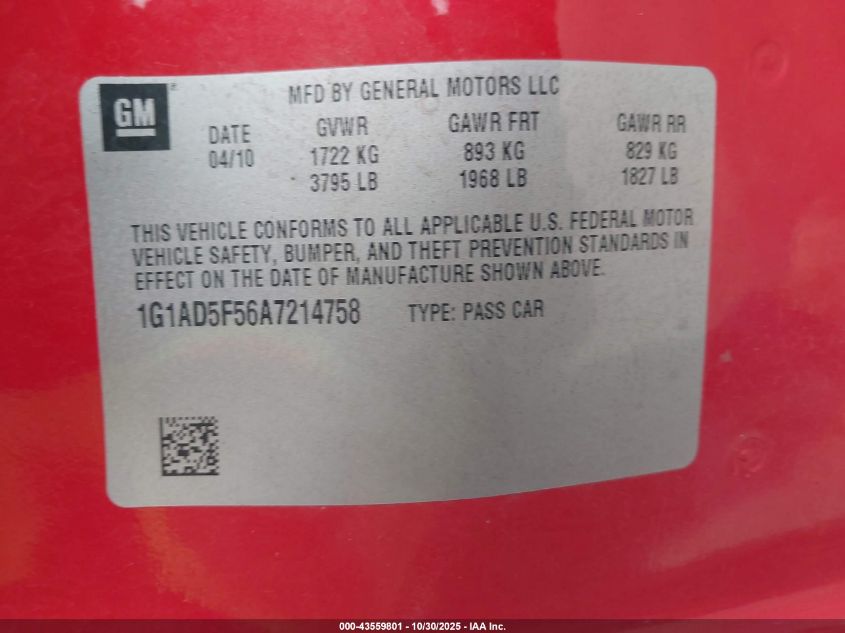 GM
MFD BY GENERAL MOTORS LLC
DATE GVWR GAWR FRT GAWR RR
04/10 1722 KG 893 KG 829 KG
3795 LB 1968 LB 1827 LB
THIS VEHICLE CONFORMS TO ALL APPLICABLE U.S. FEDERAL MOTOR
VEHICLE SAFETY, BUMPER, AND THEFT PREVENTION STANDARDS IN
EFFECT ON THE DATE OF MANUFACTURE SHOWN ABOVE.
1G1AD5F56A7214758 TYPE: PASS CAR
000-43559801 - 10/30/2025 - IAA Inc.